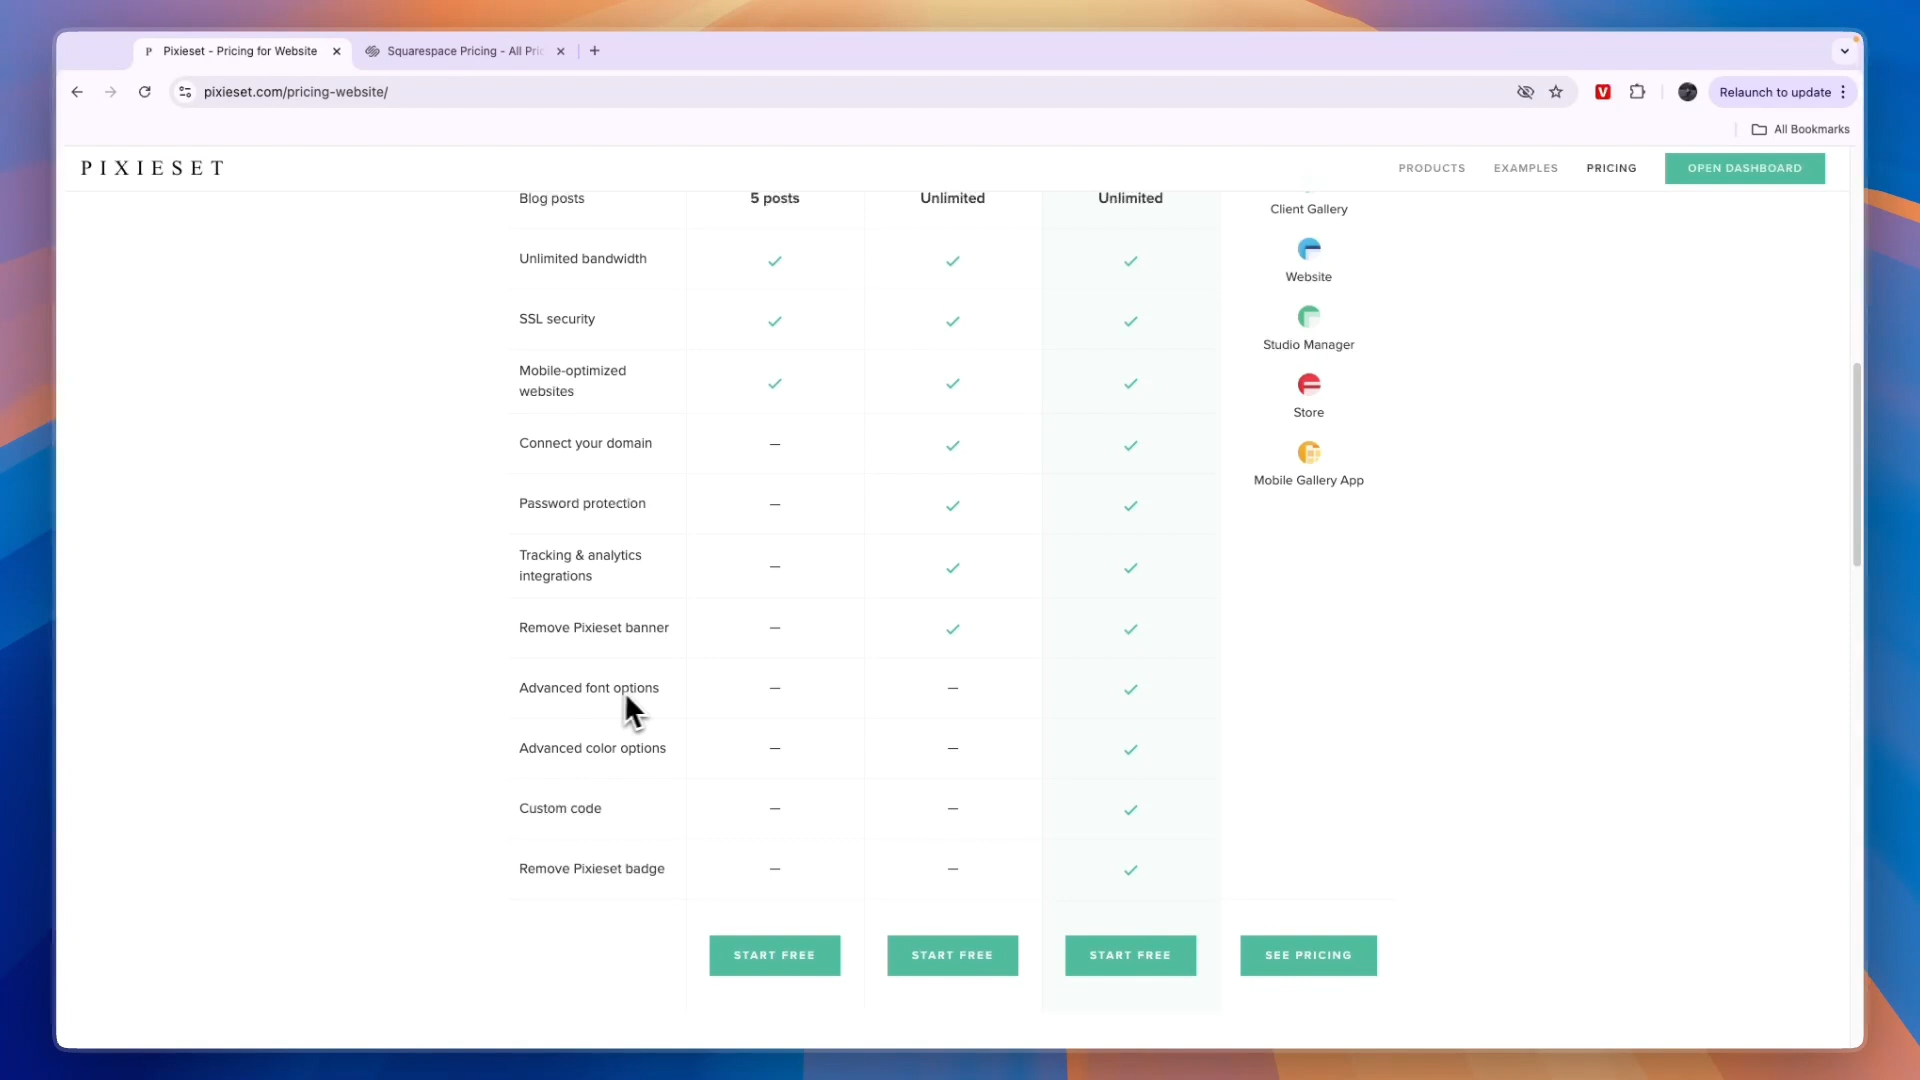 Pixieset - Pricing for Website
Squarespace Pricing - All Pri
pixieset.com/pricing-website/
Relaunch to update
All Bookmarks
PIXIESET
PRODUCTS
EXAMPLES
PRICING
OPEN DASHBOARD
Blog posts
5 posts
Unlimited
Unlimited
Client Gallery
Unlimited bandwidth
Website
SSL security
Studio Manager
Mobile-optimized
websites
Store
Connect your domain
Mobile Gallery App
Password protection
Tracking & analytics
integrations
Remove Pixieset banner
Advanced font options
Advanced color options
Custom code
Remove Pixieset badge
START FREE
START FREE
START FREE
SEE PRICING